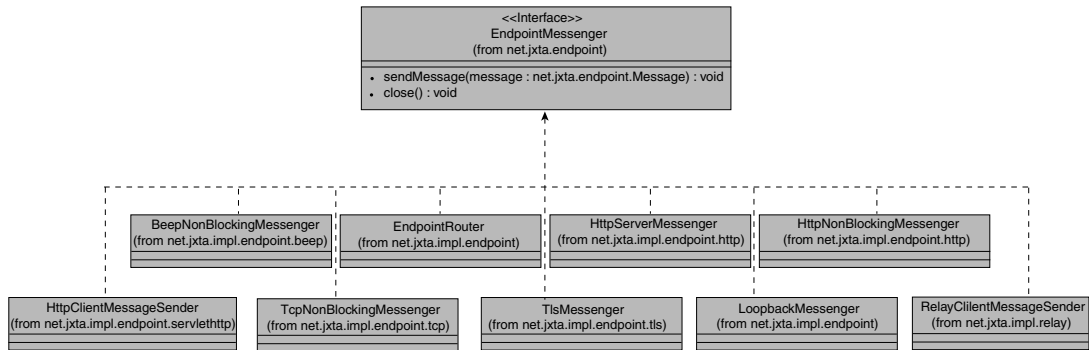 <<Interface>>
EndpointMessenger
(from net.jxta.endpoint)
• sendMessage(message : net.jxta.endpoint.Message) : void
• close() : void
BeepNonBlockingMessenger
(from net.jxta.impl.endpoint.beep)
EndpointRouter
(from net.jxta.impl.endpoint)
HttpServerMessenger
(from net.jxta.impl.endpoint.http)
HttpNonBlockingMessenger
(from net.jxta.impl.endpoint.http)
HttpClientMessageSender
(from net.jxta.impl.endpoint.servlethttp)
TcpNonBlockingMessenger
(from net.jxta.impl.endpoint.tcp)
TlsMessenger
(from net.jxta.impl.endpoint.tls)
LoopbackMessenger
(from net.jxta.impl.endpoint)
RelayClilentMessageSender
(from net.jxta.impl.relay)